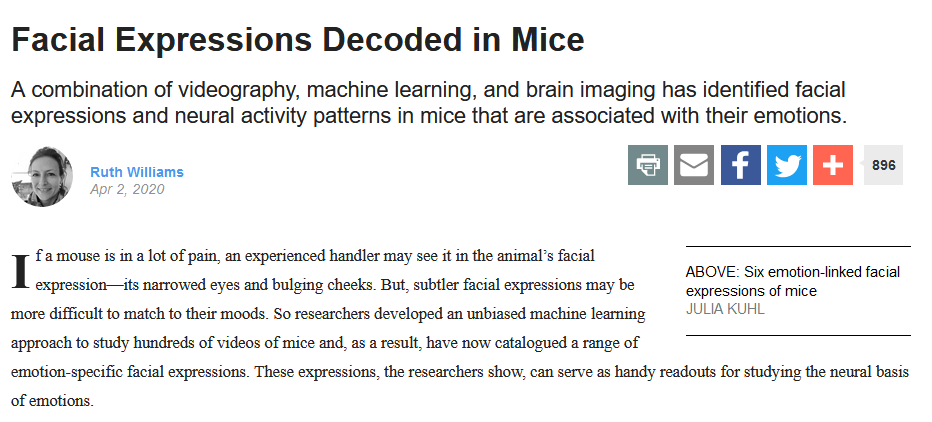 Facial Expressions Decoded in Mice
A combination of videography, machine learning, and brain imaging has identified facial
expressions and neural activity patterns in mice that are associated with their emotions.
Ruth Williams
Apr 2, 2020
f
896
If a mouse is in a lot of pain, an experienced handler may see it in the animal’s facial
expression—its narrowed eyes and bulging cheeks. But, subtler facial expressions may be
more difficult to match to their moods. So researchers developed an unbiased machine learning
approach to study hundreds of videos of mice and, as a result, have now catalogued a range of
emotion-specific facial expressions. These expressions, the researchers show, can serve as handy readouts for studying the neural basis
of emotions.
ABOVE: Six emotion-linked facial
expressions of mice
JULIA KUHL